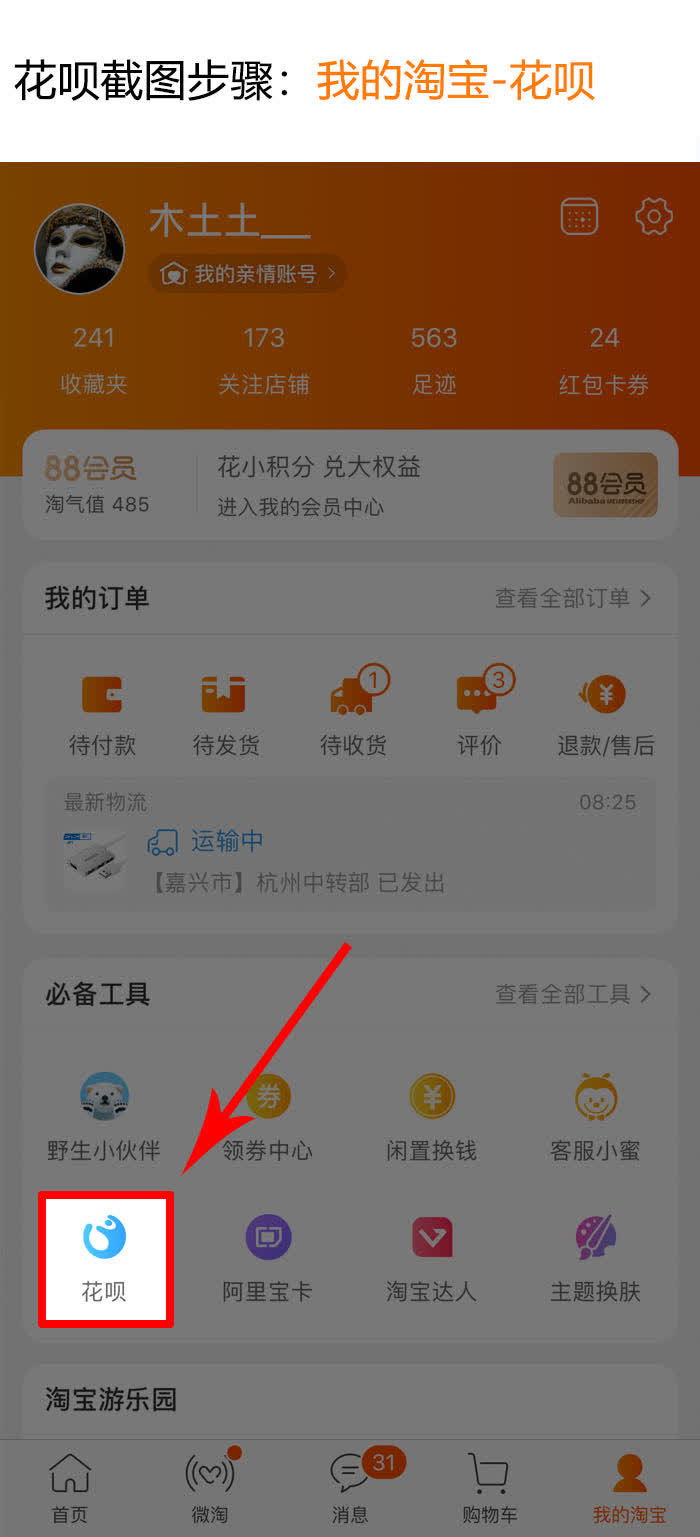 花呗截图步骤：我的淘宝-花呗
木土土___
我的亲情账号
241 173 563 24
收藏夹 关注店铺 足迹 红包卡券
88会员 花小积分 兑大权益 88会员
Alibaba
淘气值 485 进入我的会员中心
我的订单 查看全部订单
1 3
待付款 待发货 待收货 评价 退款/售后
最新物流 08:25
运输中
【嘉兴市】杭州中转部 已发出
必备工具 查看全部工具
券 ¥
野生小伙伴 领券中心 闲置换钱 客服小蜜
花呗 阿里宝卡 淘宝达人 主题换肤
淘宝游乐园
31
首页 微淘 消息 购物车 我的淘宝